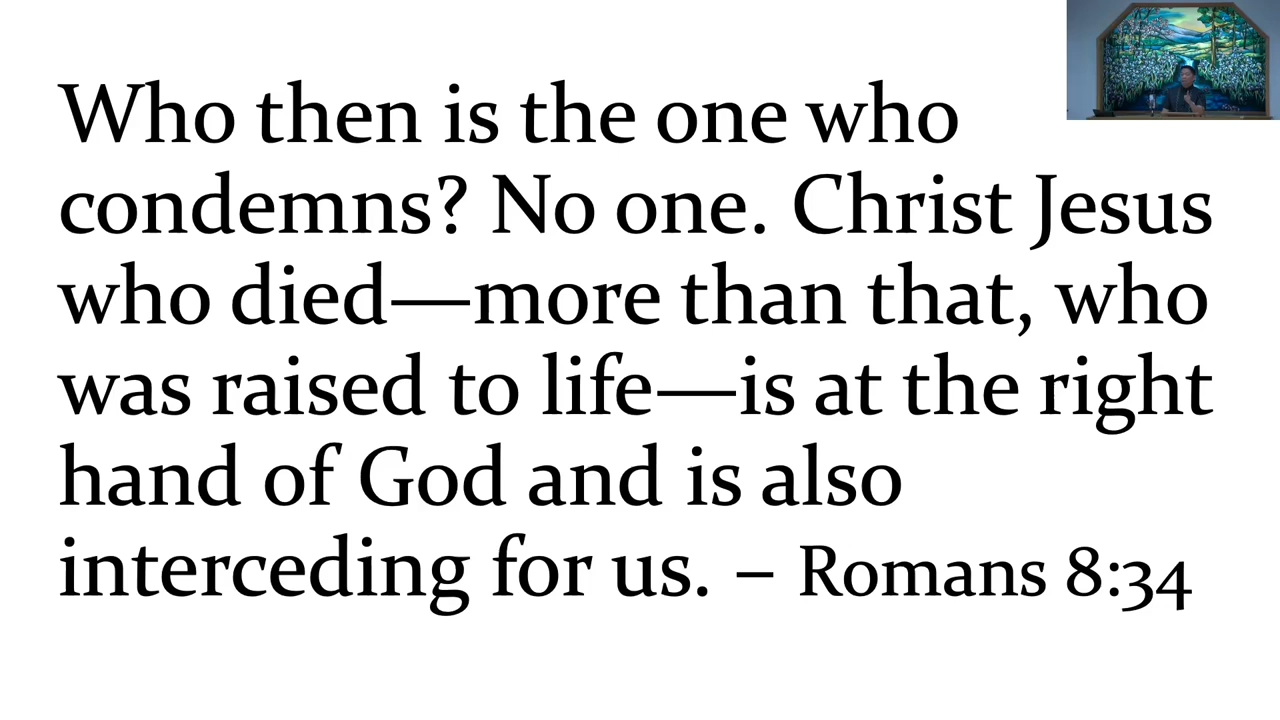 Who then is the one who
condemns? No one. Christ Jesus
who died—more than that, who
was raised to life—is at the right
hand of God and is also
interceding for us. – Romans 8:34